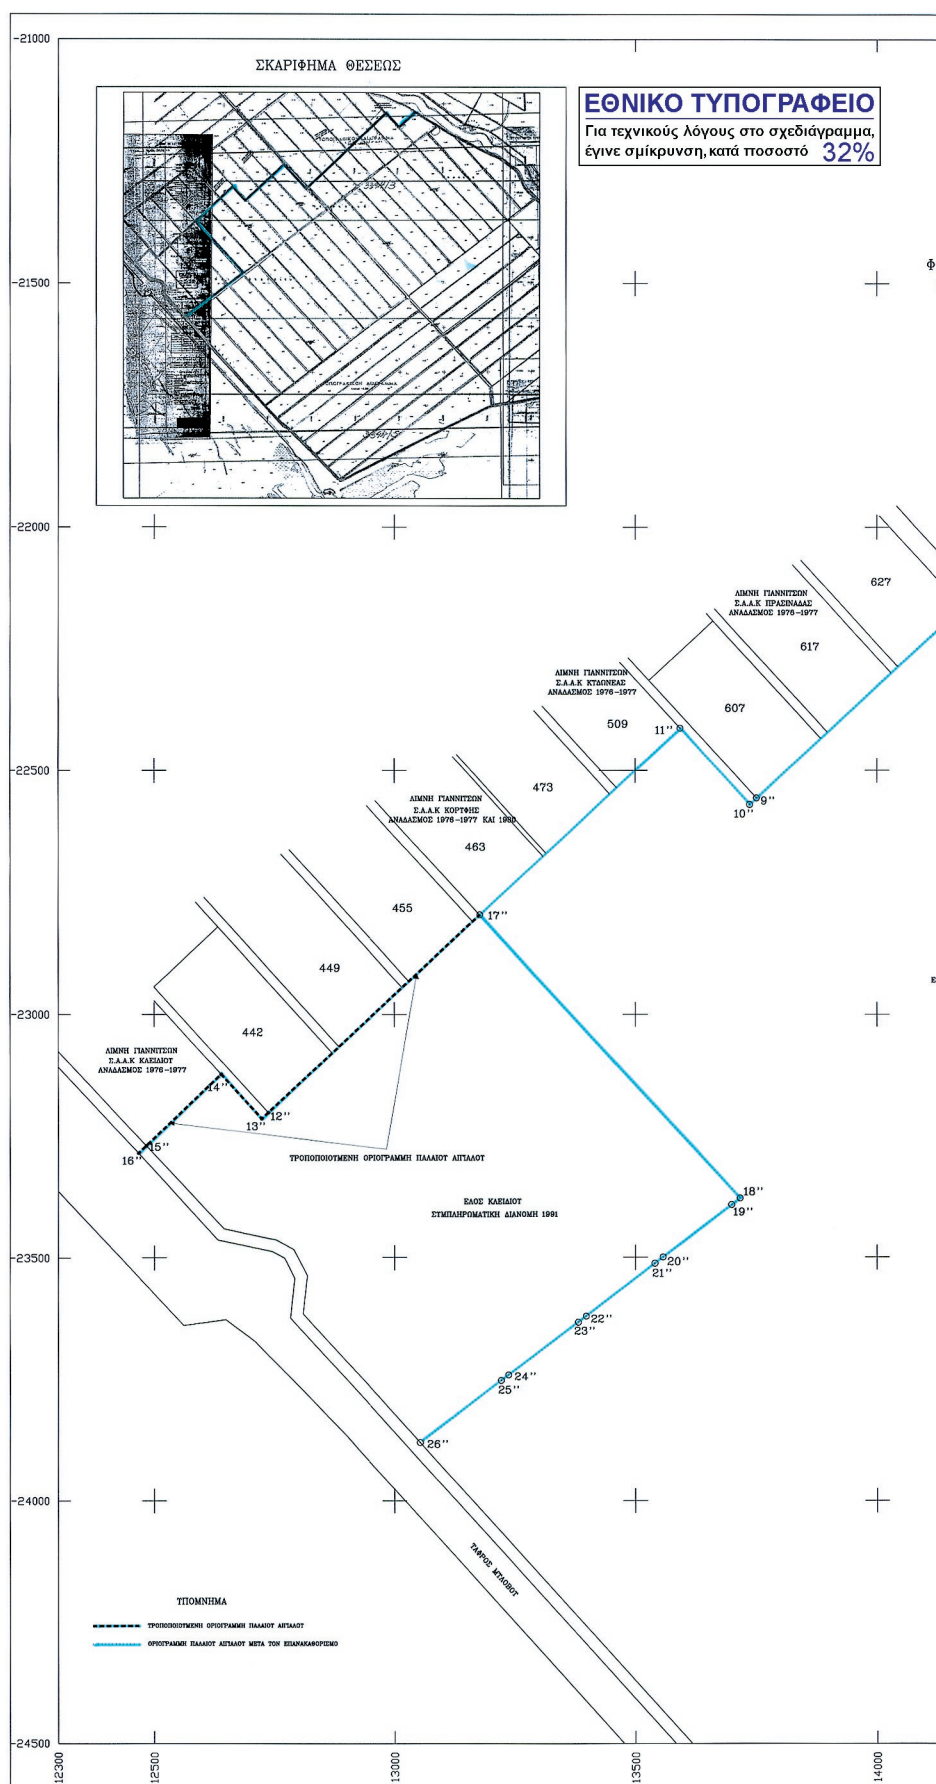 -21000
ΣΚΑΡΙΦΗΜΑ ΘΕΣΕΩΣ
ΕΘΝΙΚΟ ΤΥΠΟΓΡΑΦΕΙΟ
Για τεχνικούς λόγους στο σχεδιάγραμμα,
έγινε σμίκρυνση, κατά ποσοστό 32%
Φ
-21500
-22000
ΛΙΜΝΗ ΓΙΑΝΝΙΤΣΩΝ
Σ.Α.Α.Κ ΠΡΑΣΙΝΑΔΑΣ
ΑΝΑΔΑΣΜΟΣ 1976-1977
627
617
ΛΙΜΝΗ ΓΙΑΝΝΙΤΣΩΝ
Σ.Α.Α.Κ ΚΥΔΩΝΕΑΣ
ΑΝΑΔΑΣΜΟΣ 1976-1977
607
509
11''
-22500
473
9''
10''
ΛΙΜΝΗ ΓΙΑΝΝΙΤΣΩΝ
Σ.Α.Α.Κ ΚΟΡΥΦΗΣ
ΑΝΑΔΑΣΜΟΣ 1976-1977 ΚΑΙ 1980
463
455
17''
449
Ε
-23000
442
ΛΙΜΝΗ ΓΙΑΝΝΙΤΣΩΝ
Σ.Α.Α.Κ ΚΛΕΙΔΙΟΥ
ΑΝΑΔΑΣΜΟΣ 1976-1977
14''
12''
13''
15''
16''
ΤΡΟΠΟΠΟΙΟΥΜΕΝΗ ΟΡΙΟΓΡΑΜΜΗ ΠΑΛΑΙΟΥ ΑΙΓΙΑΛΟΥ
ΕΛΟΣ ΚΛΕΙΔΙΟΥ
ΣΥΜΠΛΗΡΩΜΑΤΙΚΗ ΔΙΑΝΟΜΗ 1991
18''
19''
-23500
20''
21''
22''
23''
24''
25''
26''
-24000
ΤΑΦΡΟΣ ΜΠΛΟΒΟΥ
ΥΠΟΜΝΗΜΑ
ΤΡΟΠΟΠΟΙΟΥΜΕΝΗ ΟΡΙΟΓΡΑΜΜΗ ΠΑΛΑΙΟΥ ΑΙΓΙΑΛΟΥ
ΟΡΙΟΓΡΑΜΜΗ ΠΑΛΑΙΟΥ ΑΙΓΙΑΛΟΥ ΜΕΤΑ ΤΟΝ ΕΠΑΝΑΚΑΘΟΡΙΣΜΟ
-24500
12300
12500
13000
13500
14000